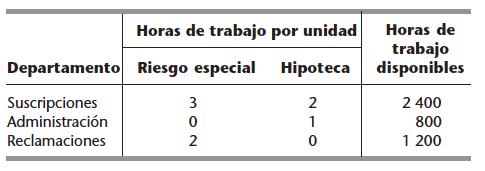 Horas de trabajo por unidad Horas de
trabajo
Departamento Riesgo especial Hipoteca disponibles
Suscripciones 3 2 2 400
Administración 0 1 800
Reclamaciones 2 0 1 200